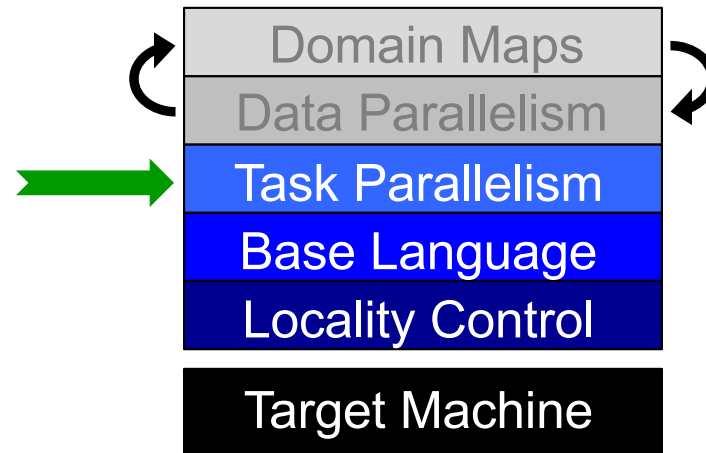 Domain Maps
Data Parallelism
Task Parallelism
Base Language
Locality Control
Target Machine